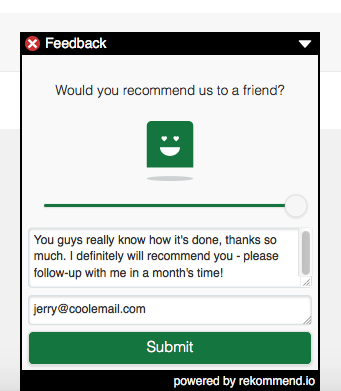 Feedback
Would you recommend us to a friend?
You guys really know how it's done, thanks so
much. I definitely will recommend you - please
follow-up with me in a month's time!
jerry@coolemail.com
Submit
powered by rekommend.io